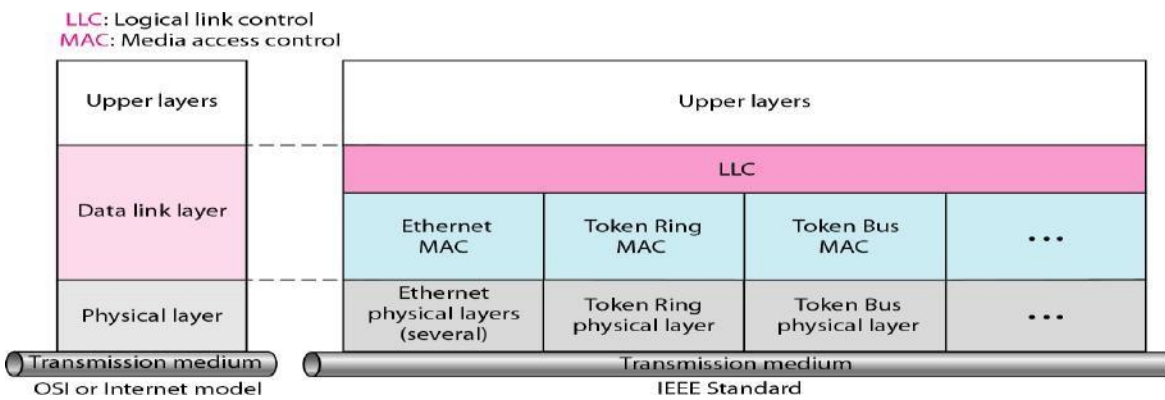 LLC: Logical link control
MAC: Media access control
Upper layers
Data link layer
Physical layer
Transmission medium
OSI or Internet model
Upper layers
LLC
Ethernet
MAC
Token Ring
MAC
Token Bus
MAC
•••
Ethernet
physical layers
(several)
Token Ring
physical layer
Token Bus
physical layer
•••
Transmission medium
IEEE Standard